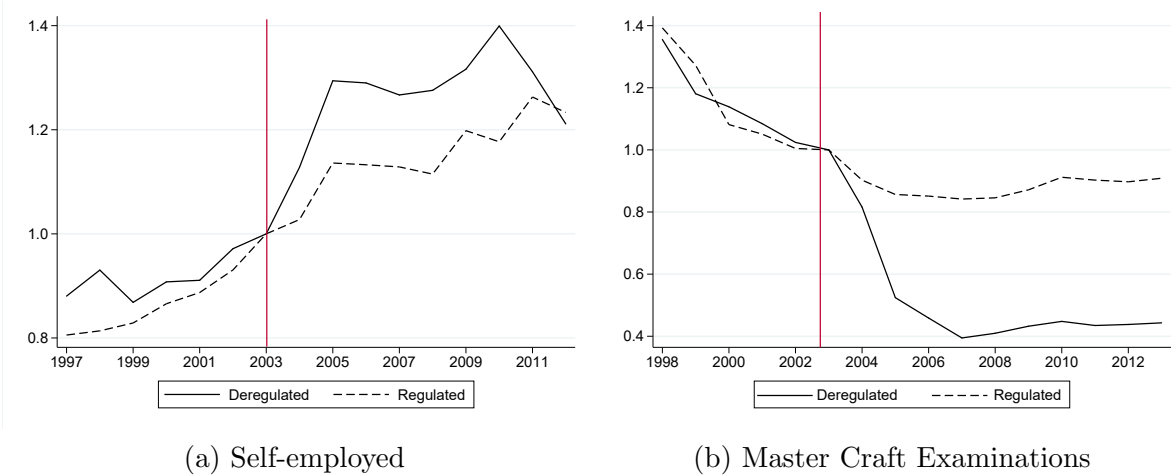 1.4
1.2
1.0
0.8
1997 1999 2001 2003 2005 2007 2009 2011
Deregulated Regulated
(a) Self-employed
1.4
1.2
1.0
0.8
0.6
0.4
1998 2000 2002 2004 2006 2008 2010 2012
Deregulated Regulated
(b) Master Craft Examinations